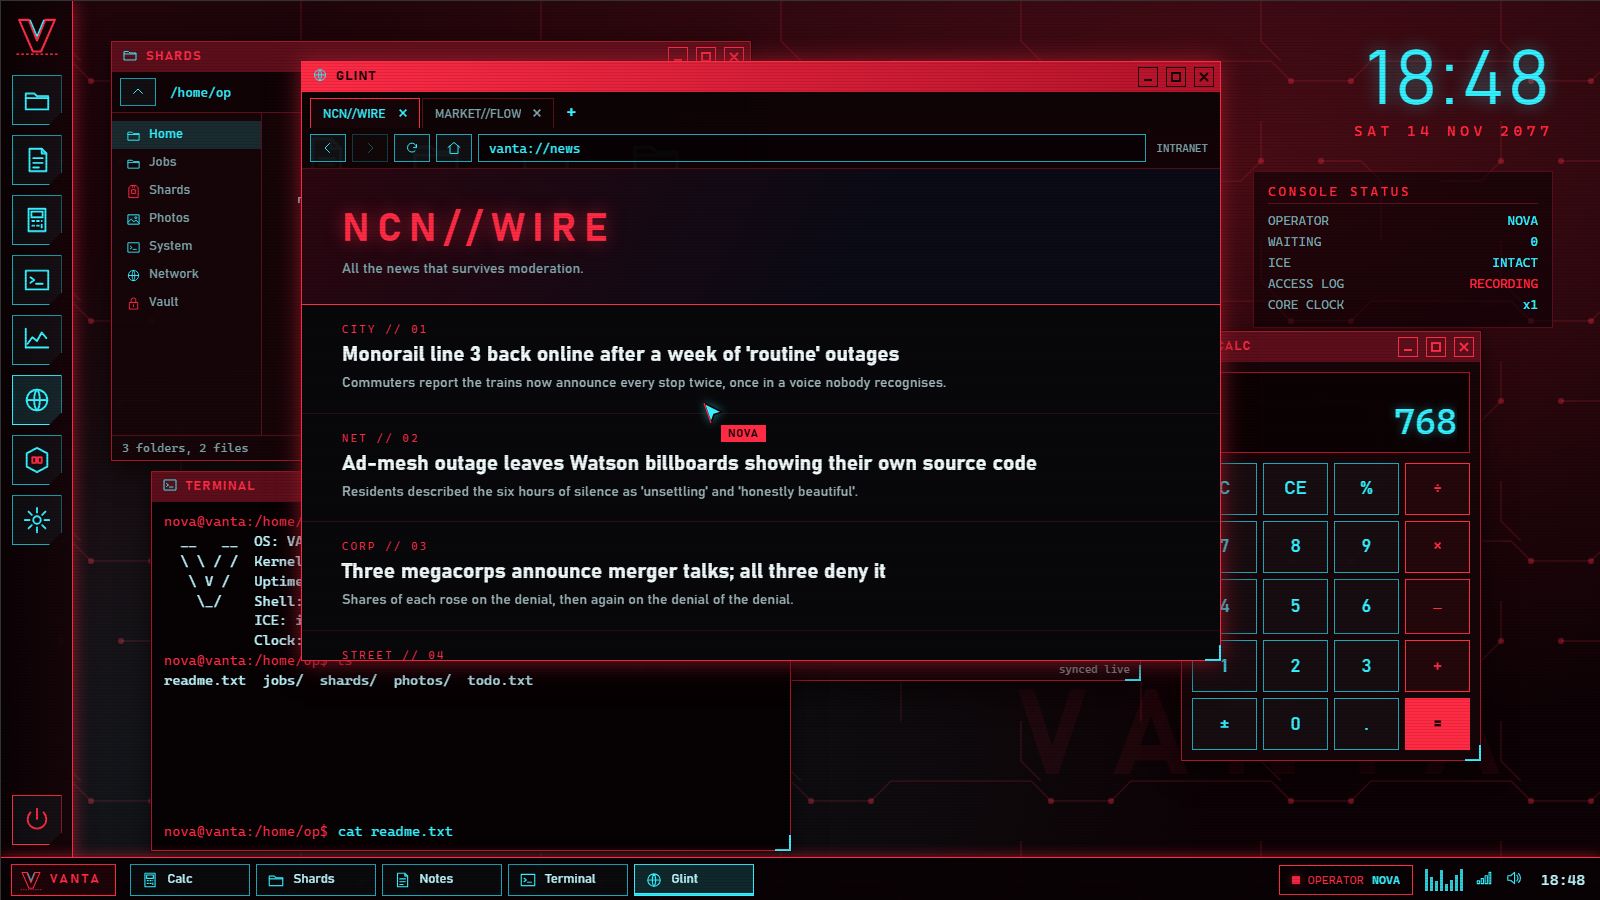 SHARDS
/home/op
Home
Jobs
Shards
Photos
System
Network
Vault
3 folders, 2 files
GLINT
NCN//WIRE
MARKET//FLOW
vanta://news
INTRANET
NCN//WIRE
All the news that survives moderation.
CITY // 01
Monorail line 3 back online after a week of 'routine' outages
Commuters report the trains now announce every stop twice, once in a voice nobody recognises.
NOVA
NET // 02
Ad-mesh outage leaves Watson billboards showing their own source code
Residents described the six hours of silence as 'unsettling' and 'honestly beautiful'.
CORP // 03
Three megacorps announce merger talks; all three deny it
Shares of each rose on the denial, then again on the denial of the denial.
STREET // 04
18:48
SAT 14 NOV 2077
CONSOLE STATUS
OPERATOR NOVA
WAITING 0
ICE INTACT
ACCESS LOG RECORDING
CORE CLOCK x1
768
CE % ÷
7 8 9 ×
4 5 6 −
1 2 3 +
± 0 . =
synced live
TERMINAL
nova@vanta:/home/
OS:
Kernel
Uptime
Shell:
ICE:
Clock:
nova@vanta:/home/op$ ls
readme.txt jobs/ shards/ photos/ todo.txt
nova@vanta:/home/op$ cat readme.txt
VANTA
VANTA
Calc
Shards
Notes
Terminal
Glint
OPERATOR NOVA
18:48